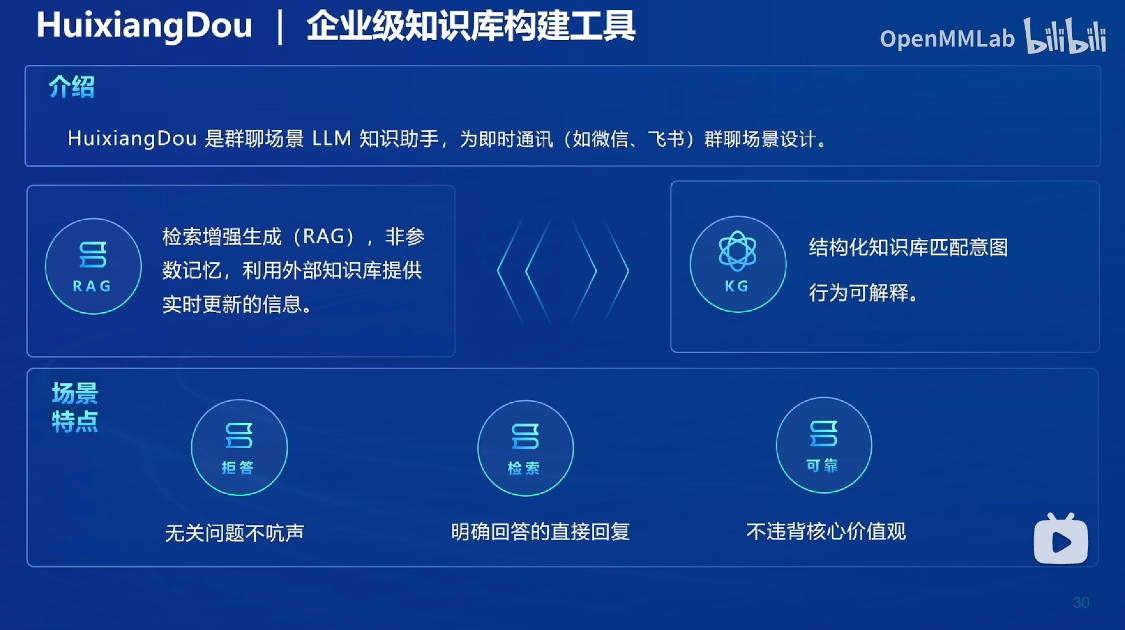 HuixiangDou | 企业级知识库构建工具
OpenMMLab bilibili
介绍
HuixiangDou 是群聊场景 LLM 知识助手，为即时通讯（如微信、飞书）群聊场景设计。
RAG
检索增强生成（RAG），非参
数记忆，利用外部知识库提供
实时更新的信息。
KG
结构化知识库匹配意图
行为可解释。
场景
特点
拒答
无关问题不吭声
检索
明确回答的直接回复
可靠
不违背核心价值观
30